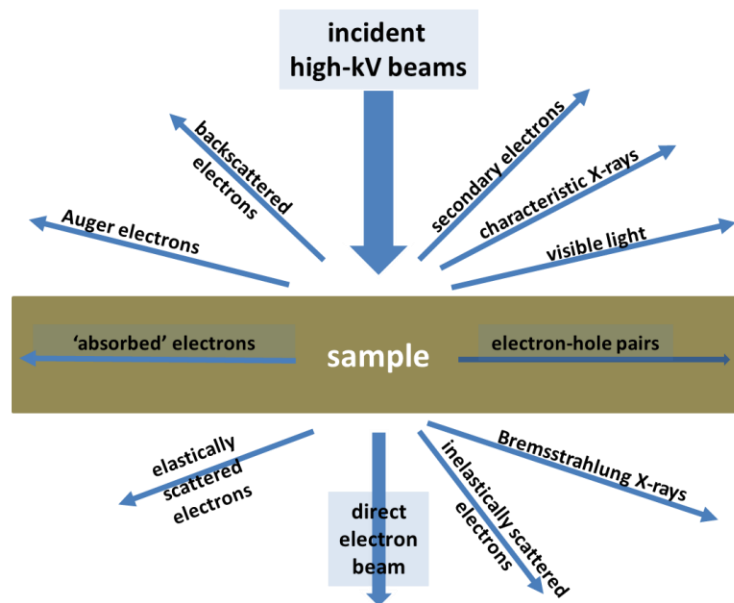 incident
high-kV beams
backscattered
electrons
secondary electrons
characteristic X-rays
Auger electrons
visible light
‘absorbed’ electrons
sample
electron-hole pairs
elastically
scattered
electrons
direct
electron
beam
inelastically scattered
electrons
Bremsstrahlung X-rays